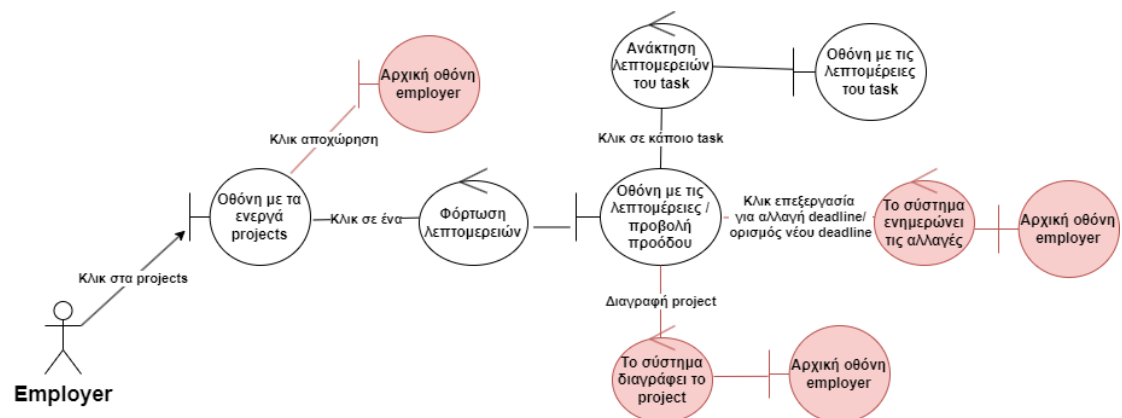 Ανάκτηση
λεπτομερειών
του task
Οθόνη με τις
λεπτομέρειες
του task
Αρχική οθόνη
employer
Κλικ αποχώρηση
Κλικ σε κάποιο task
Οθόνη με τα
ενεργά
projects
Κλικ σε ένα
Φόρτωση
λεπτομερειών
Οθόνη με τις
λεπτομέρειες /
προβολή
προόδου
Κλικ επεξεργασία
για αλλαγή deadline/
ορισμός νέου deadline
Το σύστημα
ενημερώνει
τις αλλαγές
Αρχική οθόνη
employer
Κλικ στα projects
Διαγραφή project
Το σύστημα
διαγράφει το
project
Αρχική οθόνη
employer
Employer